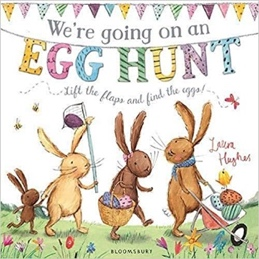 We're going on an
EGG HUNT
Lift the flaps and find the eggs!
Laura
Hughes
BLOOMSBURY